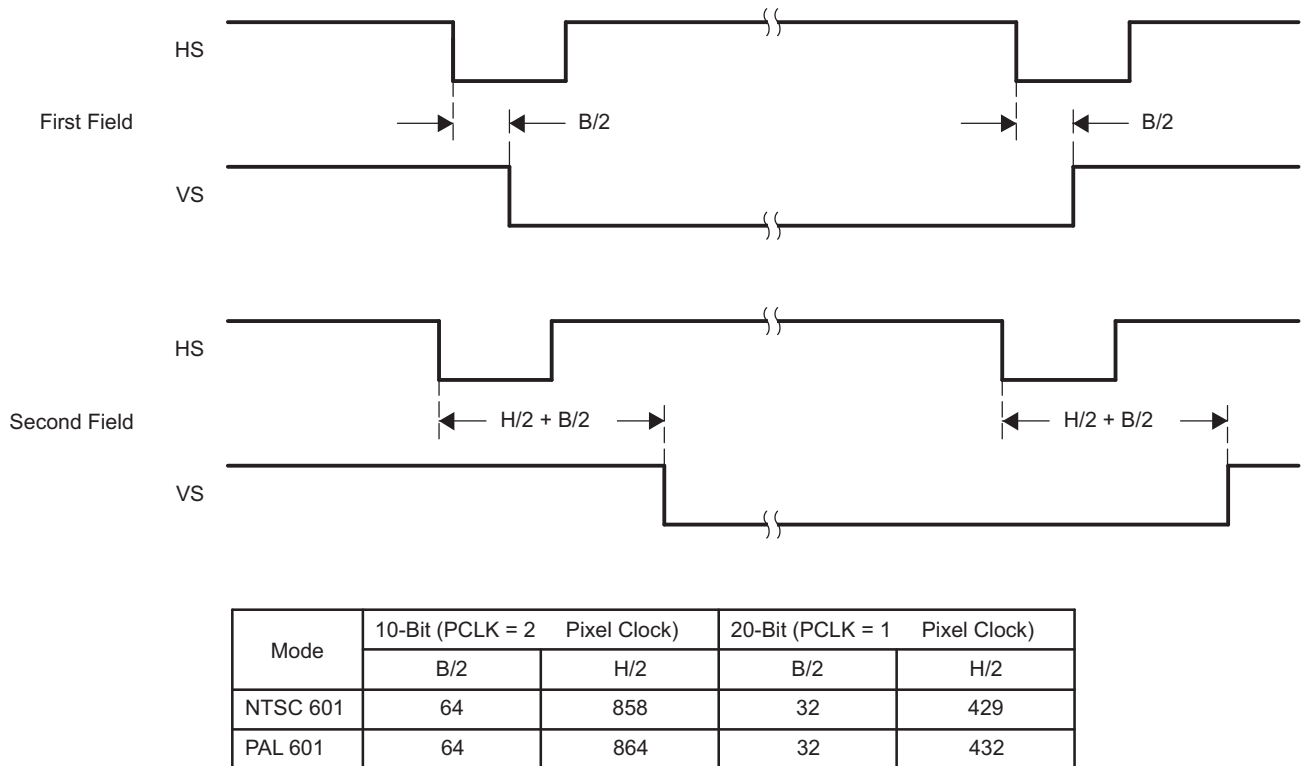 HS
First Field
B/2
B/2
VS
HS
Second Field
H/2 + B/2
H/2 + B/2
VS
Mode
10-Bit (PCLK = 2 Pixel Clock)
20-Bit (PCLK = 1 Pixel Clock)
B/2
H/2
B/2
H/2
NTSC 601
64
858
32
429
PAL 601
64
864
32
432